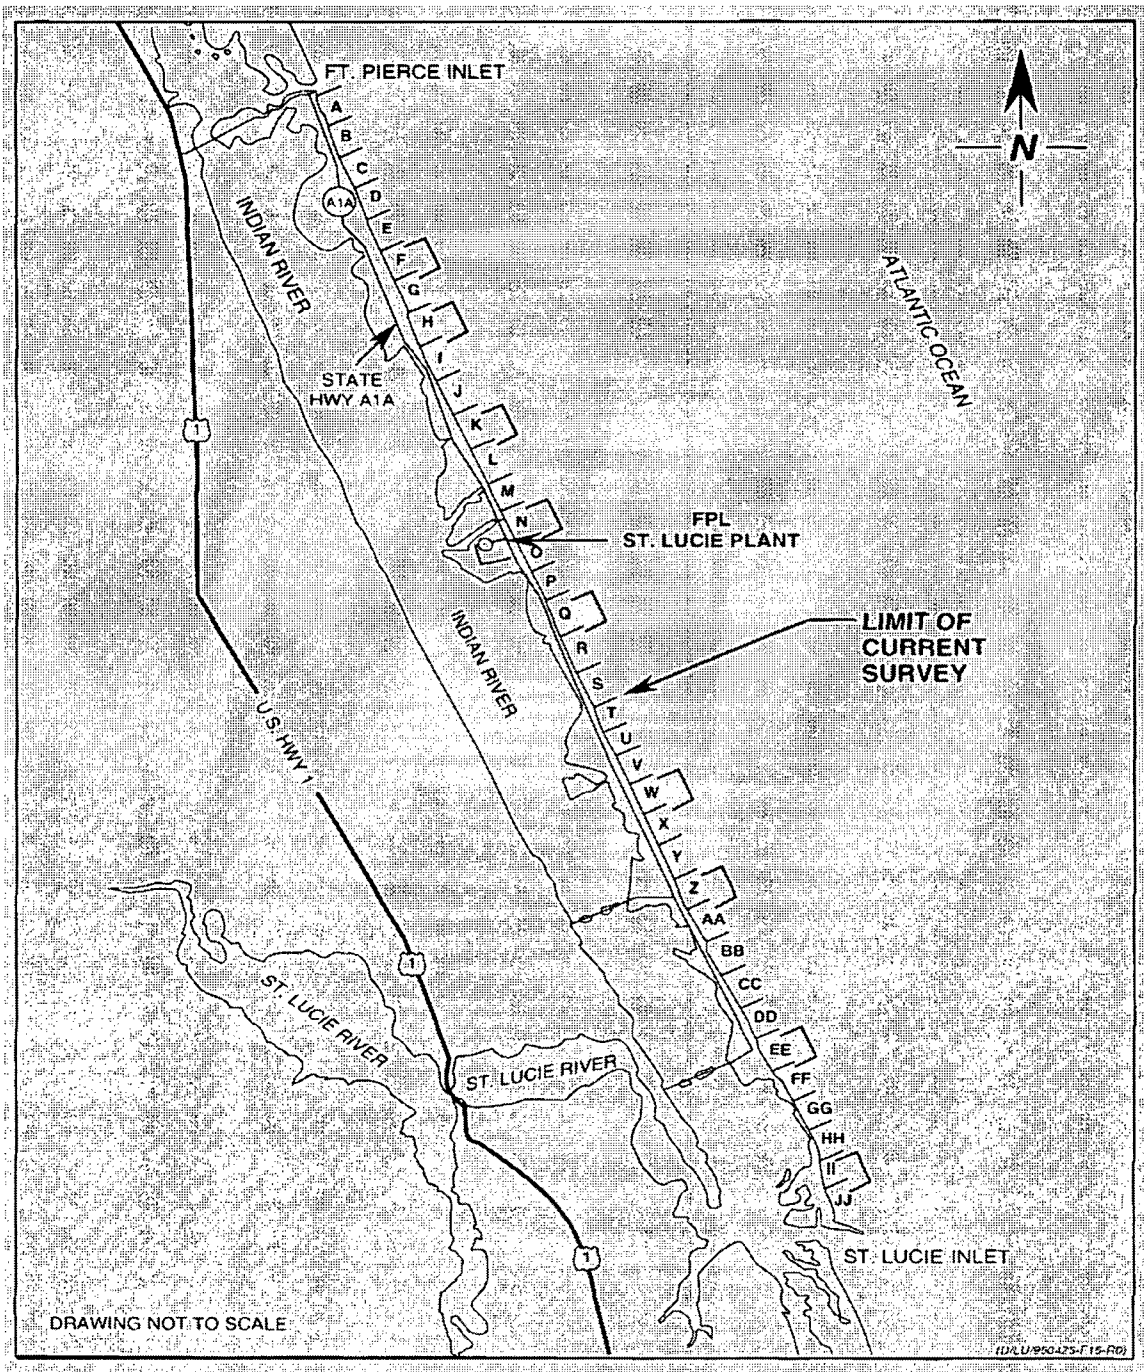 FT. PIERCE INLET
A
B
C
D
E
F
G
H
I
J
K
L
M
N
O
P
Q
R
S
T
U
V
W
X
Y
Z
AA
BB
CC
DD
EE
FF
GG
HH
II
JJ
A1A
N
INDIAN RIVER
ATLANTIC OCEAN
STATE
HWY A1A
1
FPL
ST. LUCIE PLANT
INDIAN RIVER
LIMIT OF
CURRENT
SURVEY
U.S. HWY 1
1
ST. LUCIE RIVER
ST. LUCIE RIVER
1
ST. LUCIE INLET
DRAWING NOT TO SCALE